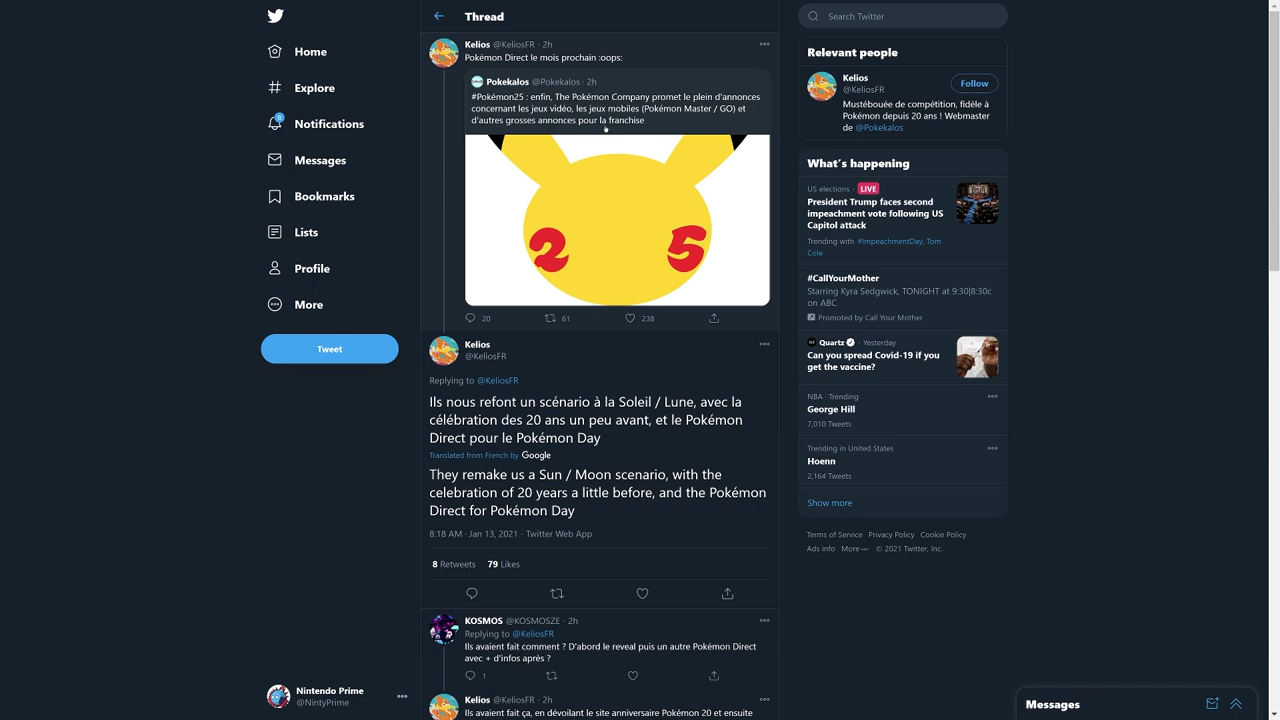 Home
Explore
6
Notifications
Messages
Bookmarks
Lists
Profile
More
Tweet
Nintendo Prime
@NintyPrime
Thread
Kelios @KeliosFR · 2h
Pokémon Direct le mois prochain :oops:
Pokekalos @Pokekalos · 2h
#Pokémon25 : enfin, The Pokémon Company promet le plein d'annonces
concernant les jeux vidéo, les jeux mobiles (Pokémon Master / GO) et
d'autres grosses annonces pour la franchise
2 5
20 61 238
Kelios
@KeliosFR
Replying to @KeliosFR
Ils nous refont un scénario à la Soleil / Lune, avec la
célébration des 20 ans un peu avant, et le Pokémon
Direct pour le Pokémon Day
Translated from French by Google
They remake us a Sun / Moon scenario, with the
celebration of 20 years a little before, and the Pokémon
Direct for Pokémon Day
8:18 AM · Jan 13, 2021 · Twitter Web App
8 Retweets 79 Likes
KOSMOS @KOSMOSZE · 2h
Replying to @KeliosFR
Ils avaient fait comment ? D'abord le reveal puis un autre Pokémon Direct
avec + d'infos après ?
1
Kelios @KeliosFR · 2h
Ils avaient fait ça, en dévoilant le site anniversaire Pokémon 20 et ensuite
Search Twitter
Relevant people
Kelios
@KeliosFR
Follow
Mustébouée de compétition, fidèle à
Pokémon depuis 20 ans ! Webmaster
de @Pokekalos
What's happening
US elections · LIVE
President Trump faces second
impeachment vote following US
Capitol attack
Trending with #ImpeachmentDay, Tom
Cole
#CallYourMother
Starring Kyra Sedgwick, TONIGHT at 9:30|8:30c
on ABC
Promoted by Call Your Mother
Quartz · Yesterday
Can you spread Covid-19 if you
get the vaccine?
NBA · Trending
George Hill
7,010 Tweets
Trending in United States
Hoenn
2,164 Tweets
Show more
Terms of Service Privacy Policy Cookie Policy
Ads info More © 2021 Twitter, Inc.
Messages